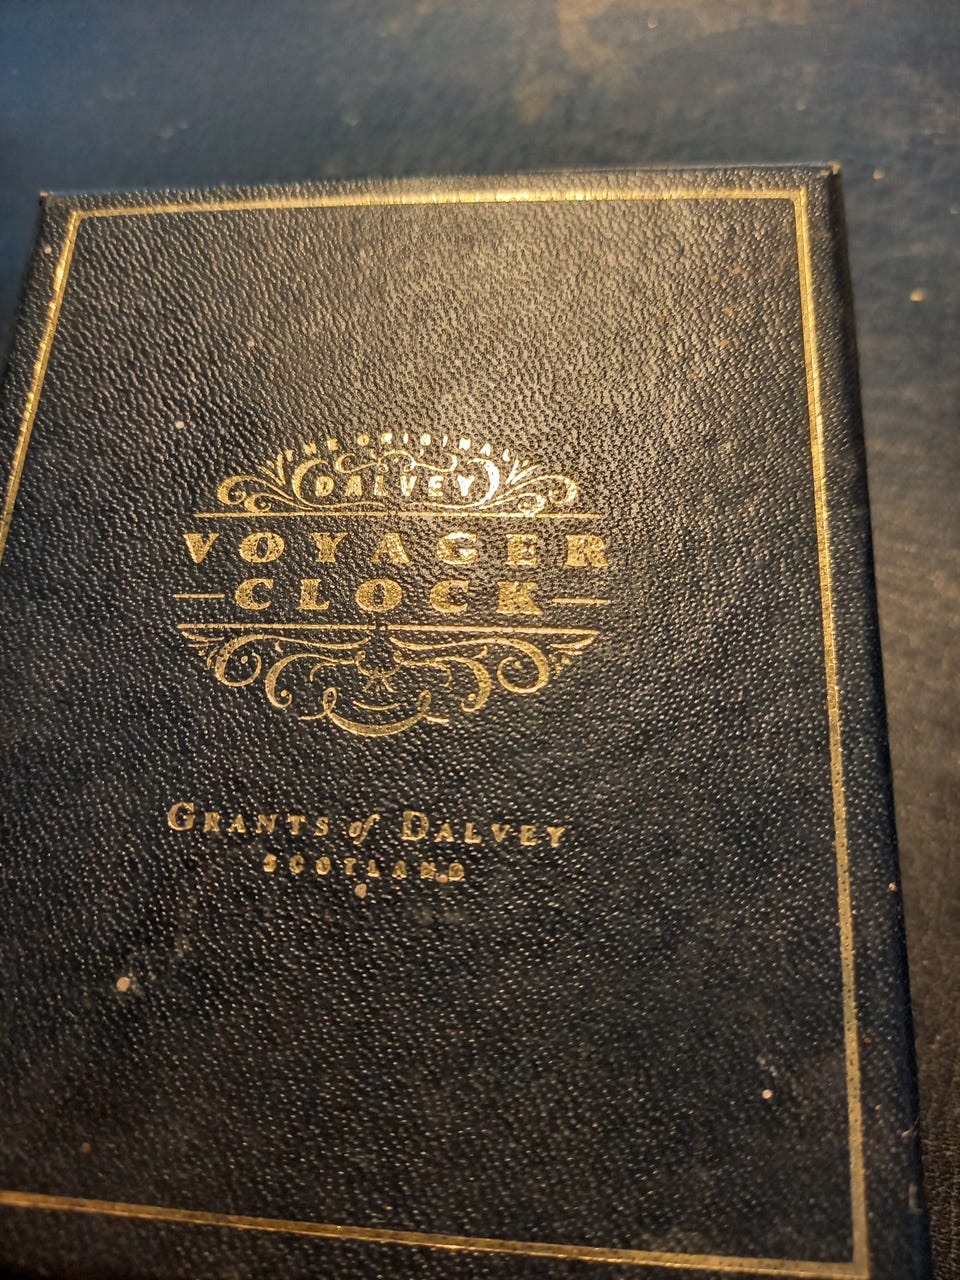 THE ORIGINAL
DALVEY
VOYAGER
CLOCK
GRANTS of DALVEY
SCOTLAND